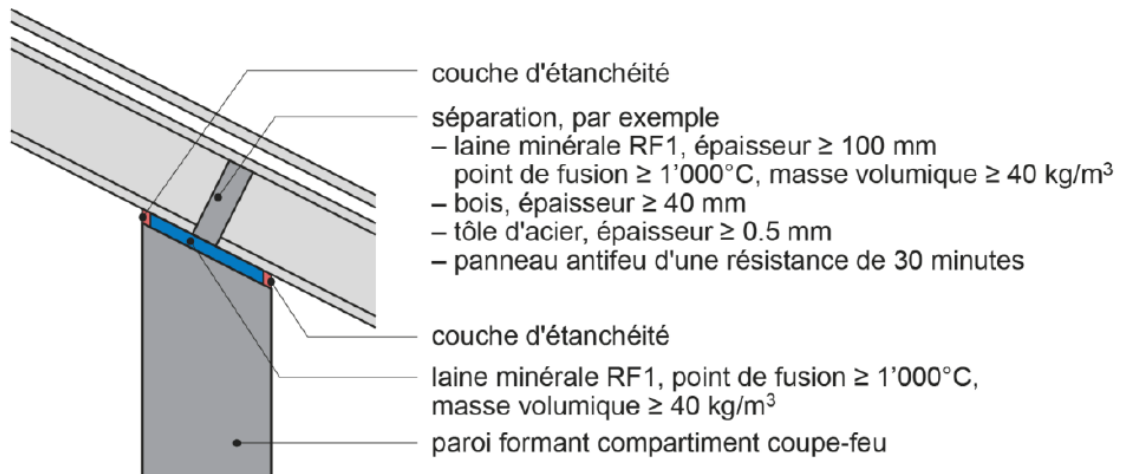 couche d'étanchéité
séparation, par exemple
– laine minérale RF1, épaisseur ≥ 100 mm
point de fusion ≥ 1’000°C, masse volumique ≥ 40 kg/m³
– bois, épaisseur ≥ 40 mm
– tôle d'acier, épaisseur ≥ 0.5 mm
– panneau antifeu d'une résistance de 30 minutes
couche d'étanchéité
laine minérale RF1, point de fusion ≥ 1’000°C,
masse volumique ≥ 40 kg/m³
paroi formant compartiment coupe-feu